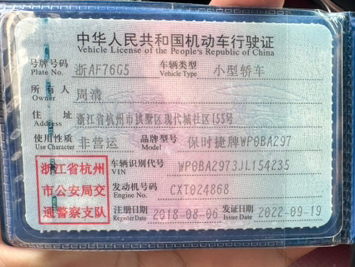 中华人民共和国机动车行驶证
Vehicle License of the People's Republic of China
号牌号码 浙AF76G5 车辆类型 小型轿车
Plate No. Vehicle Type
所有人 周清
Owner
住址 浙江省杭州市拱墅区现代城社区155号
Address
使用性质 非营运 品牌型号 保时捷牌WP0BA297
Use Character Model
浙江省杭州
市公安局交
通警察支队
车辆识别代号 WP0BA2973JL154235
VIN
发动机号码 CXT024868
Engine No.
注册日期 2018-08-06 发证日期 2022-09-19
Register Date Issue Date